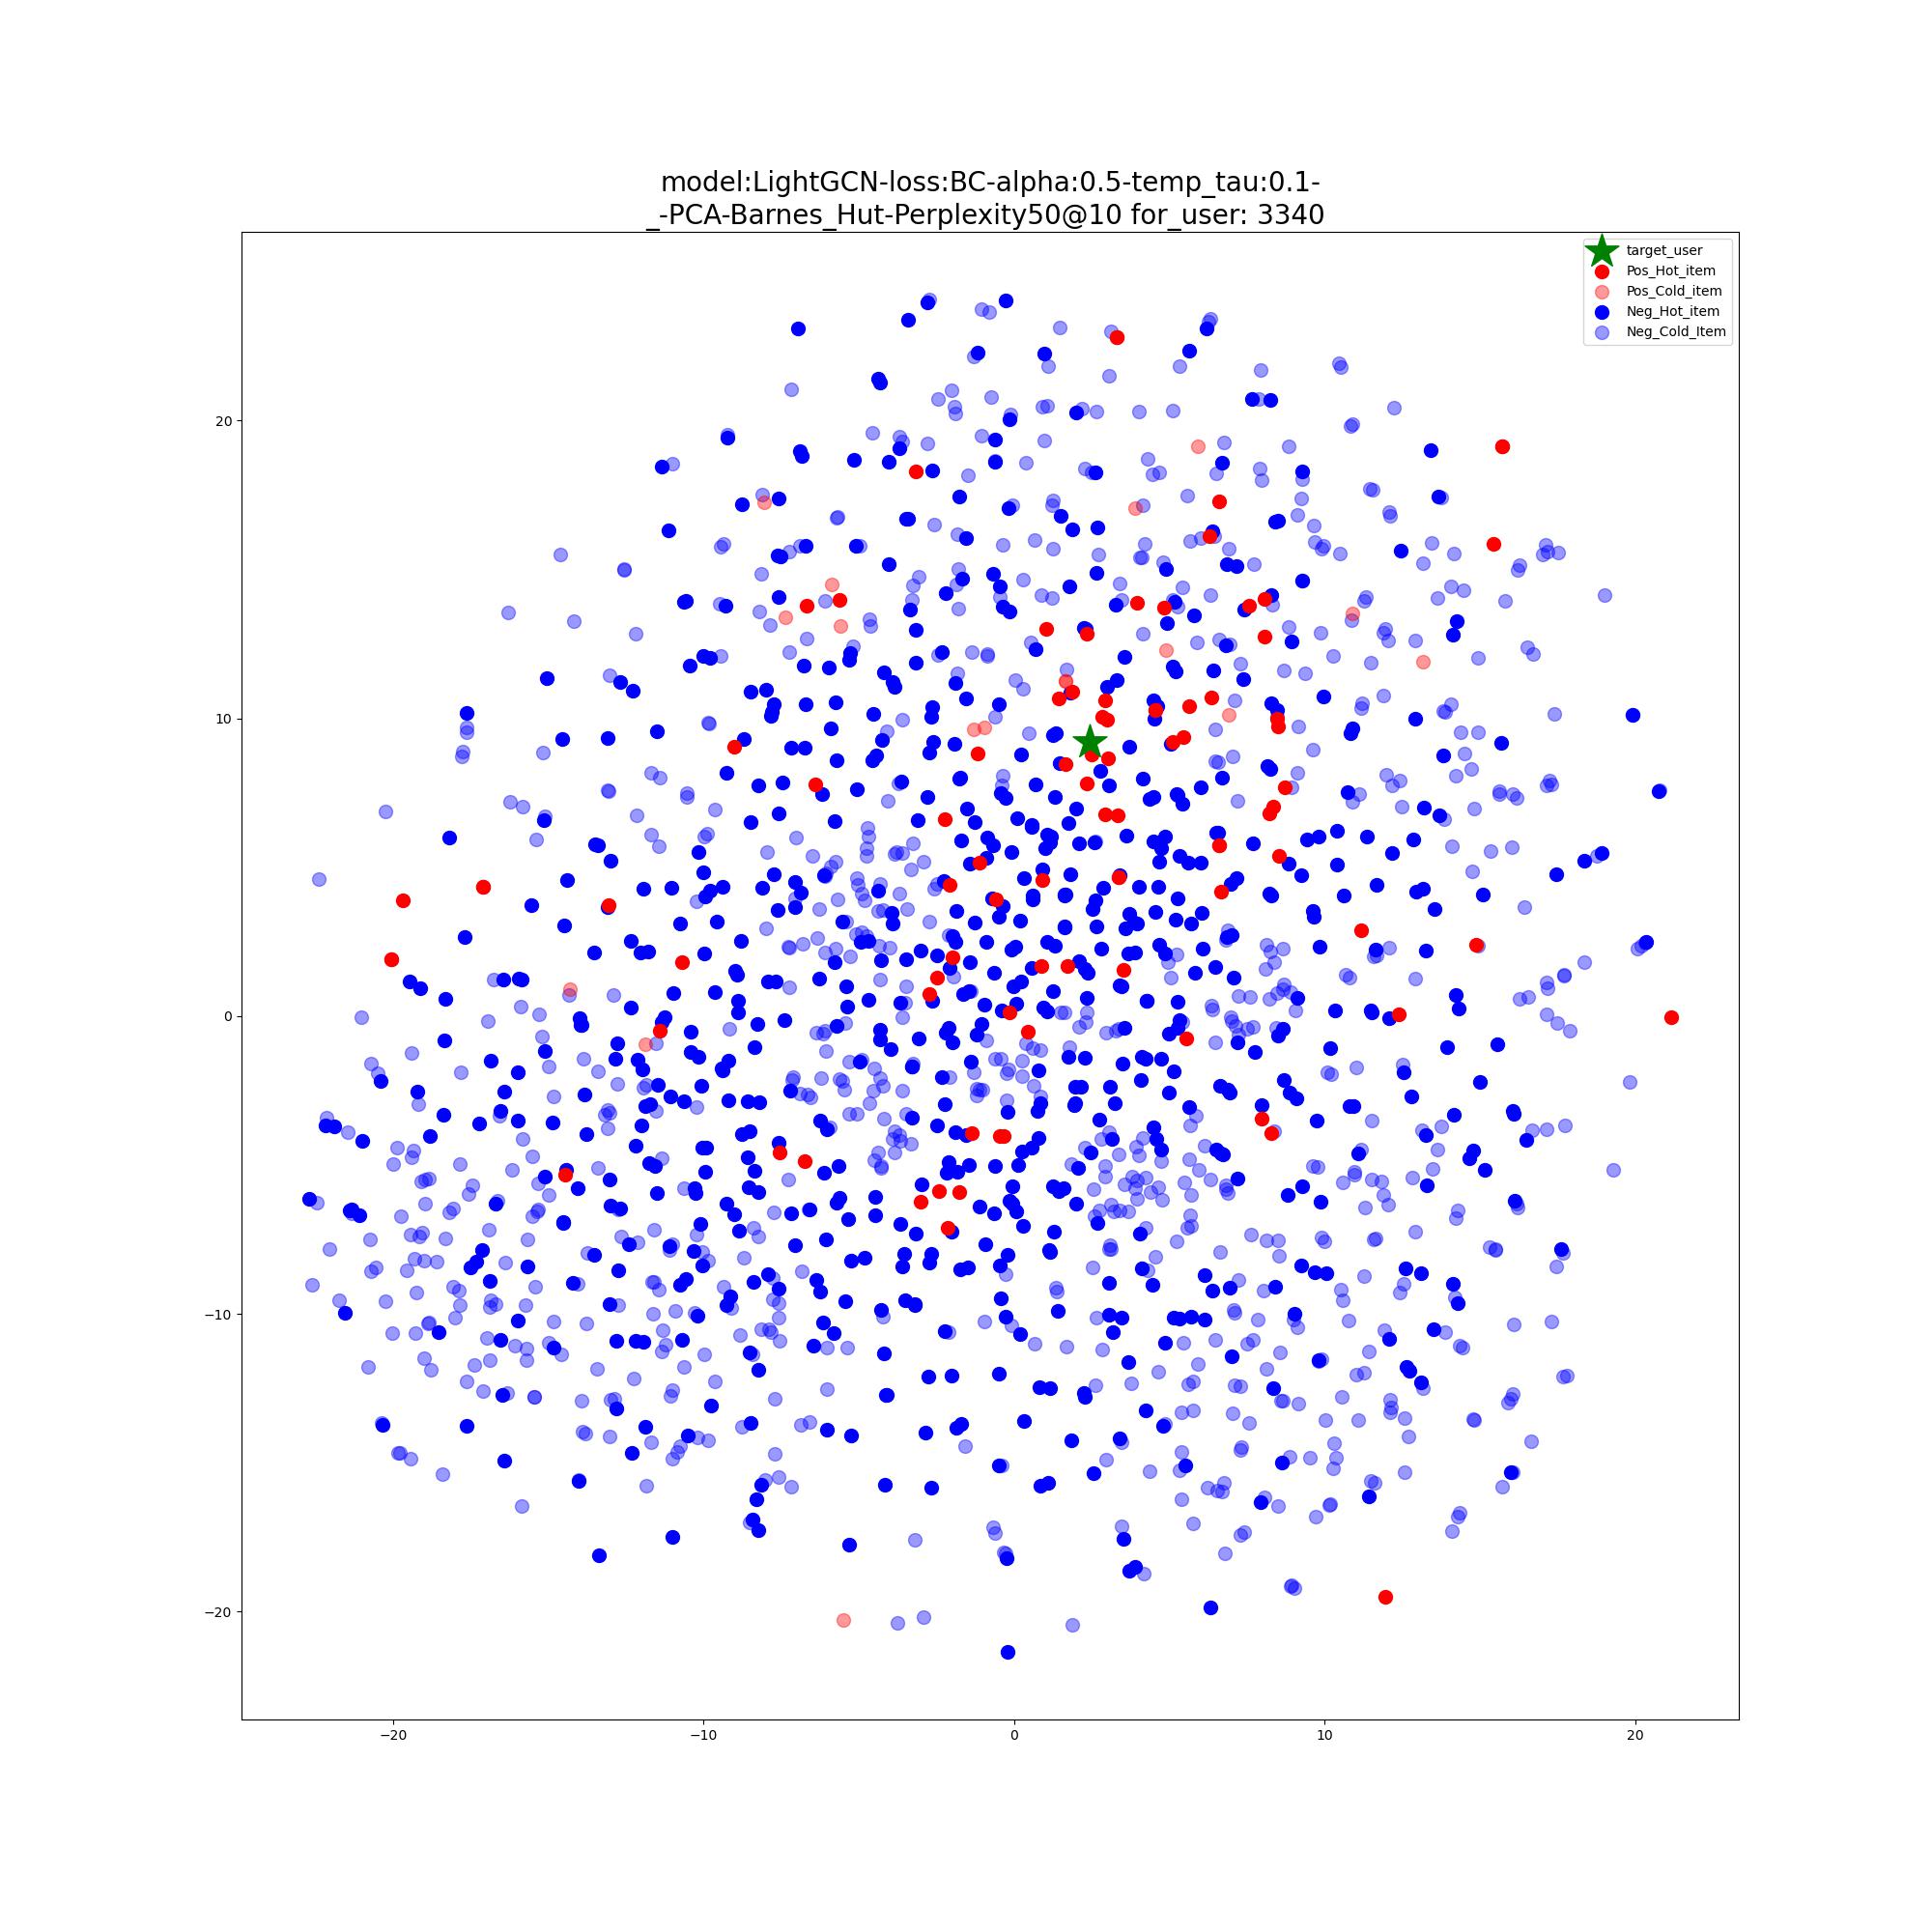 model:LightGCN-loss:BC-alpha:0.5-temp_tau:0.1-
_-PCA-Barnes_Hut-Perplexity50@10 for_user: 3340
target_user
Pos_Hot_item
Pos_Cold_item
Neg_Hot_item
Neg_Cold_Item
20
10
0
−10
−20
−20
−10
0
10
20